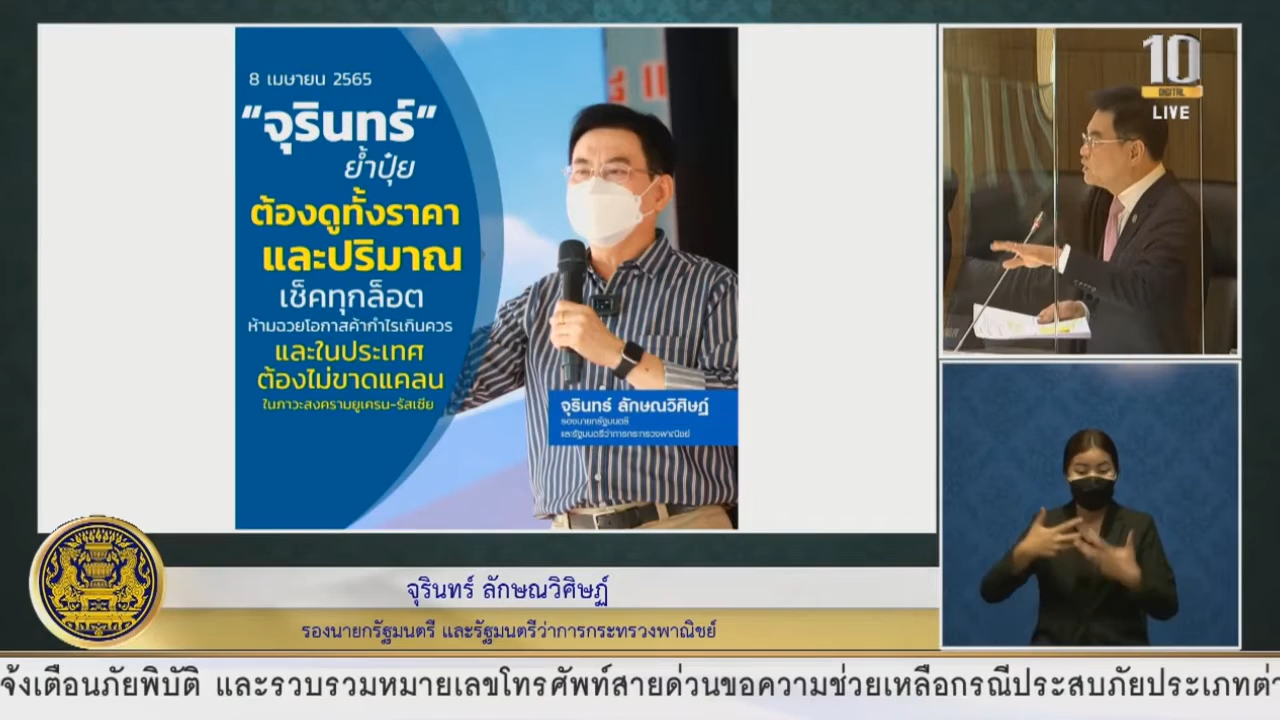 8 เมษายน 2565
“จุรินทร์”
ย้ำปุ๋ย
ต้องดูทั้งราคา
และปริมาณ
เช็คทุกล็อต
ห้ามฉวยโอกาสค้ากำไรเกินควร
และในประเทศ
ต้องไม่ขาดแคลน
ในภาวะสงครามยูเครน-รัสเซีย
จุรินทร์ ลักษณวิศิษฏ์
รองนายกรัฐมนตรี
และรัฐมนตรีว่าการกระทรวงพาณิชย์
10
DIGITAL
LIVE
จุรินทร์ ลักษณวิศิษฏ์
รองนายกรัฐมนตรี และรัฐมนตรีว่าการกระทรวงพาณิชย์
จ้งเตือนภัยพิบัติ และรวบรวมหมายเลขโทรศัพท์สายด่วนขอความช่วยเหลือกรณีประสบภัยประเภทต่า